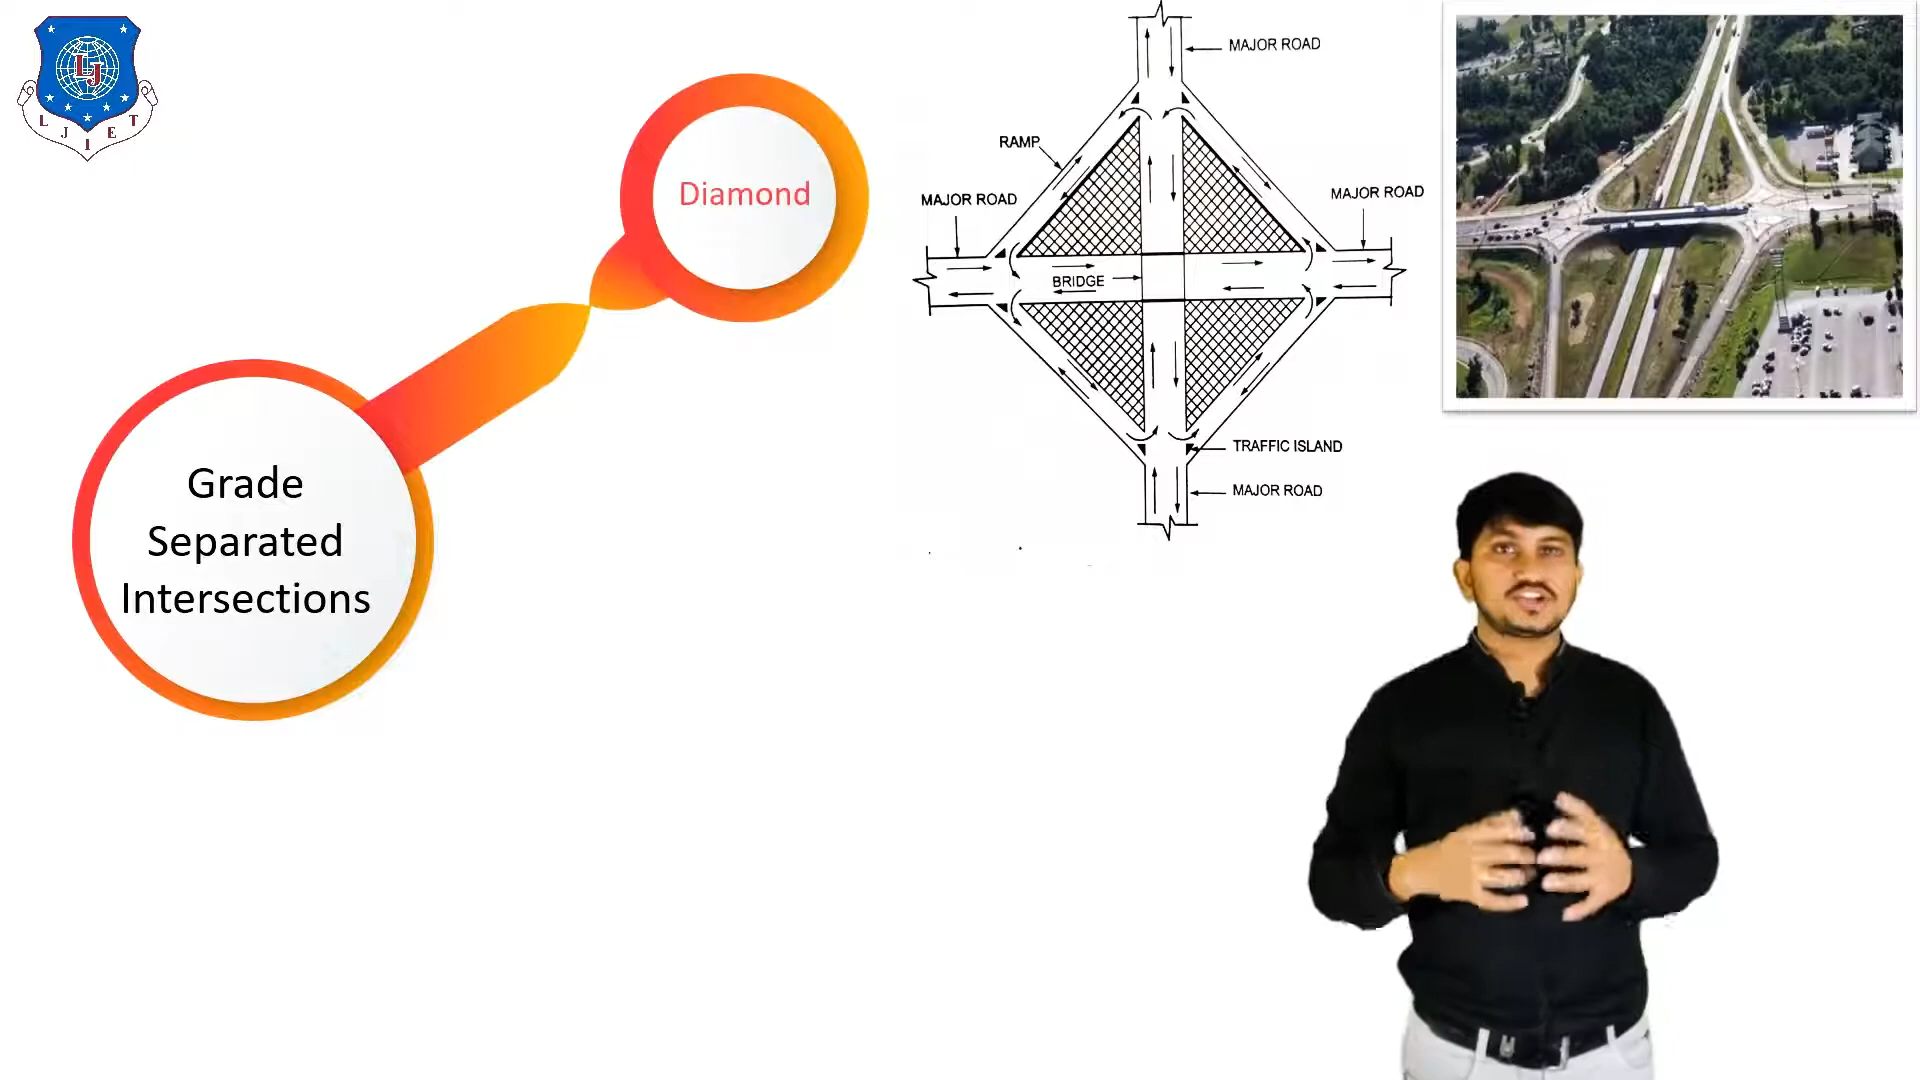 L J I E T
Diamond
Grade
Separated
Intersections
MAJOR ROAD
RAMP
MAJOR ROAD
MAJOR ROAD
BRIDGE
TRAFFIC ISLAND
MAJOR ROAD